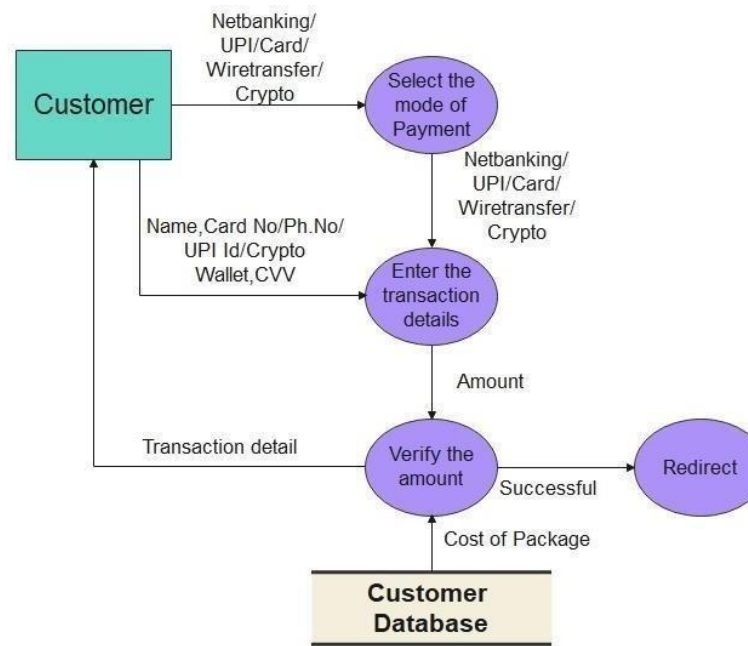 Netbanking/
UPI/Card/
Wiretransfer/
Crypto
Customer
Select the
mode of
Payment
Netbanking/
UPI/Card/
Wiretransfer/
Crypto
Name,Card No/Ph.No/
UPI Id/Crypto
Wallet,CVV
Enter the
transaction
details
Amount
Transaction detail
Verify the
amount
Successful
Redirect
Cost of Package
Customer
Database